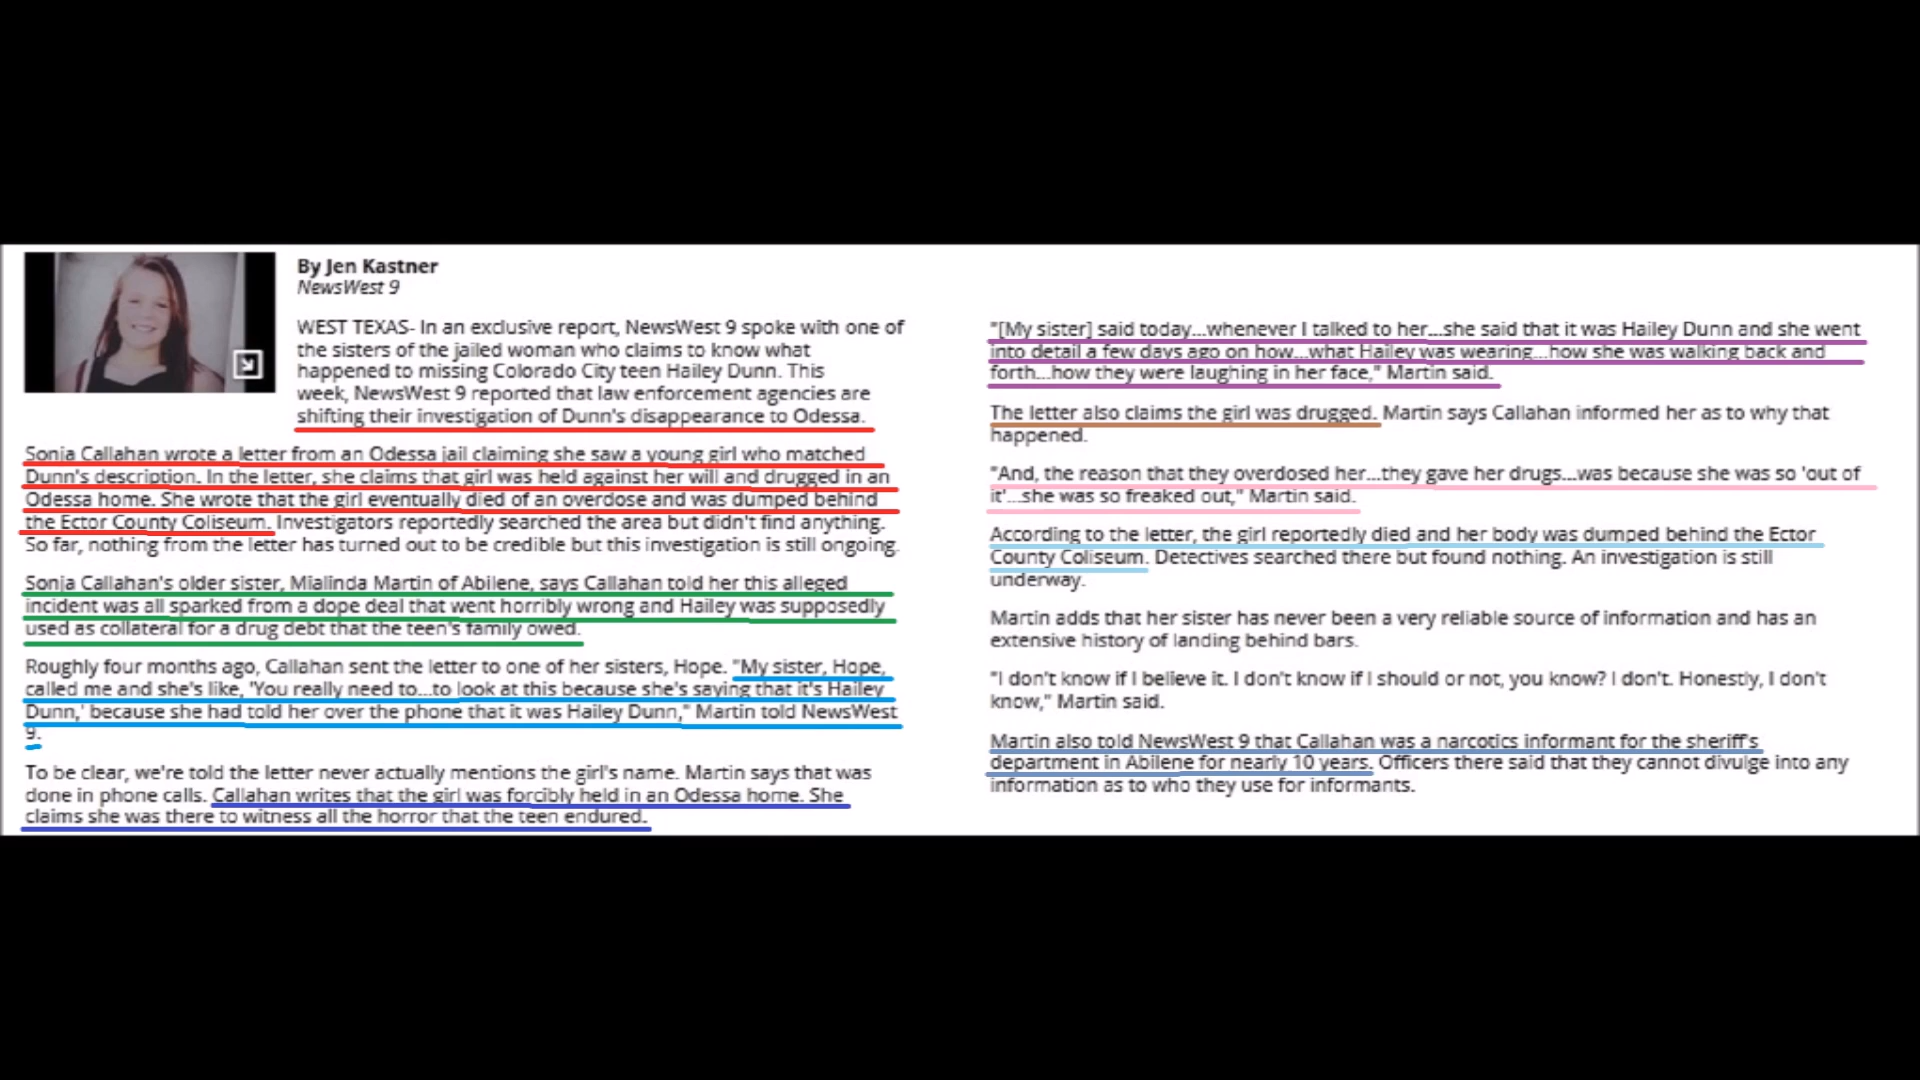 By Jen Kastner
NewsWest 9
WEST TEXAS- In an exclusive report, NewsWest 9 spoke with one of
the sisters of the jailed woman who claims to know what
happened to missing Colorado City teen Hailey Dunn. This
week, NewsWest 9 reported that law enforcement agencies are
shifting their investigation of Dunn's disappearance to Odessa.
Sonja Callahan wrote a letter from an Odessa jail claiming she saw a young girl who matched
Dunn's description. In the letter, she claims that girl was held against her will and drugged in an
Odessa home. She wrote that the girl eventually died of an overdose and was dumped behind
the Ector County Coliseum. Investigators reportedly searched the area but didn't find anything.
So far, nothing from the letter has turned out to be credible but this investigation is still ongoing.
Sonja Callahan's older sister, Mialinda Martin of Abilene, says Callahan told her this alleged
incident was all sparked from a dope deal that went horribly wrong and Hailey was supposedly
used as collateral for a drug debt that the teen's family owed.
Roughly four months ago, Callahan sent the letter to one of her sisters, Hope. "My sister, Hope,
called me and she's like, 'You really need to...to look at this because she's saying that it's Hailey
Dunn,' because she had told her over the phone that it was Hailey Dunn," Martin told NewsWest
9.
To be clear, we're told the letter never actually mentions the girl's name. Martin says that was
done in phone calls. Callahan writes that the girl was forcibly held in an Odessa home. She
claims she was there to witness all the horror that the teen endured.
"[My sister] said today...whenever I talked to her...she said that it was Hailey Dunn and she went
into detail a few days ago on how...what Hailey was wearing...how she was walking back and
forth...how they were laughing in her face," Martin said.
The letter also claims the girl was drugged. Martin says Callahan informed her as to why that
happened.
"And, the reason that they overdosed her...they gave her drugs...was because she was so 'out of
it'...she was so freaked out," Martin said.
According to the letter, the girl reportedly died and her body was dumped behind the Ector
County Coliseum. Detectives searched there but found nothing. An investigation is still
underway.
Martin adds that her sister has never been a very reliable source of information and has an
extensive history of landing behind bars.
"I don't know if I believe it. I don't know if I should or not, you know? I don't. Honestly, I don't
know," Martin said.
Martin also told NewsWest 9 that Callahan was a narcotics informant for the sheriff's
department in Abilene for nearly 10 years. Officers there said that they cannot divulge into any
information as to who they use for informants.